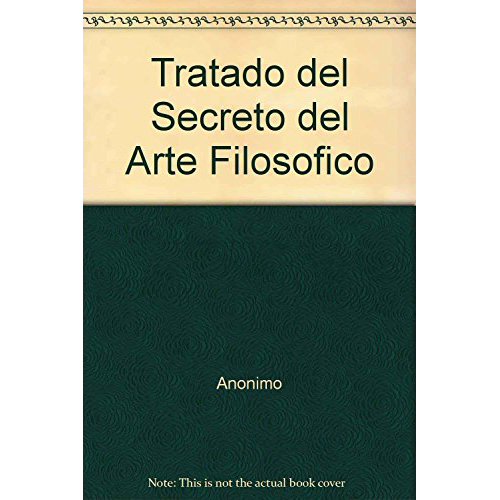 Tratado del
Secreto del
Arte Filosofico
Anonimo
Note: This is not the actual book cover